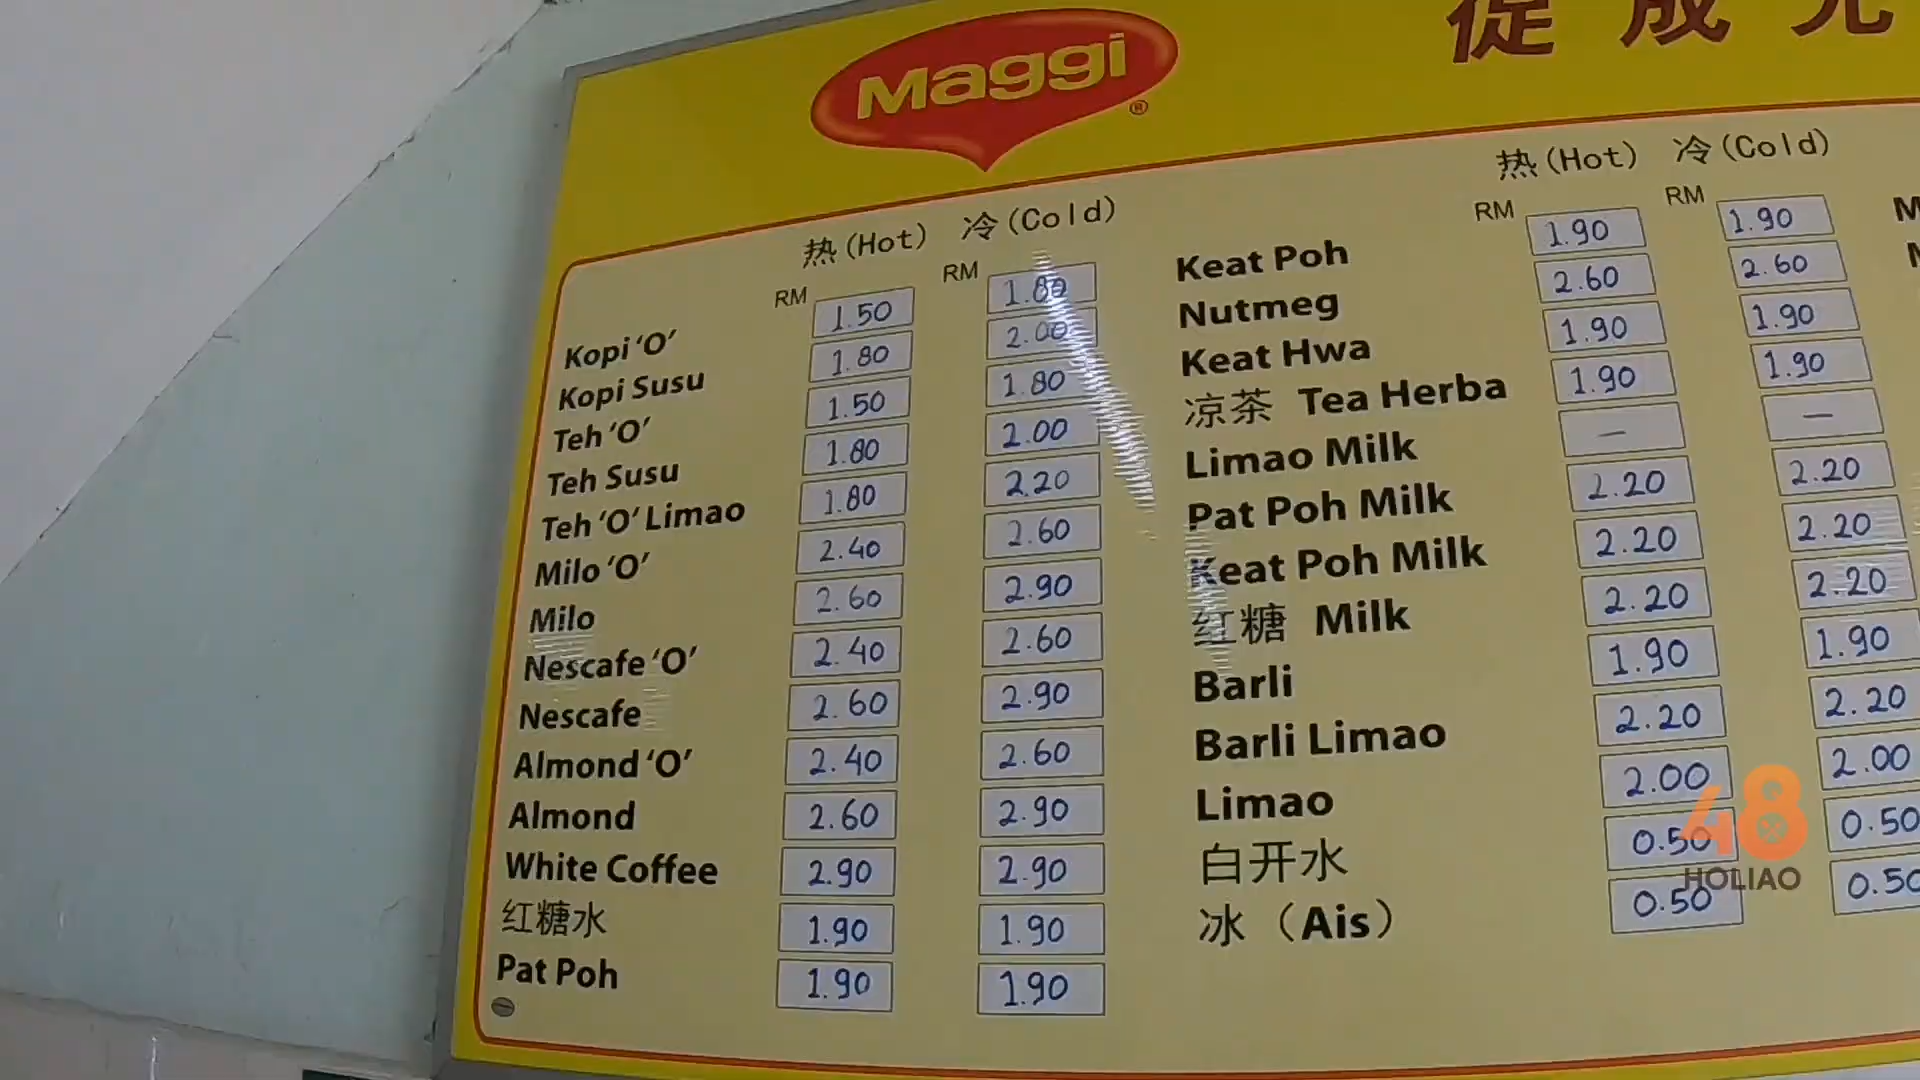 Maggi®
促成
热(Hot) 冷(Cold)
RM RM
Kopi 'O' 1.50 1.80
Kopi Susu 1.80 2.00
Teh 'O' 1.50 1.80
Teh Susu 1.80 2.00
Teh 'O' Limao 1.80 2.20
Milo 'O' 2.40 2.60
Milo 2.60 2.90
Nescafe 'O' 2.40 2.60
Nescafe 2.60 2.90
Almond 'O' 2.40 2.60
Almond 2.60 2.90
White Coffee 2.90 2.90
红糖水 1.90 1.90
Pat Poh 1.90 1.90
热(Hot) 冷(Cold)
RM RM
Keat Poh 1.90 1.90
Nutmeg 2.60 2.60
Keat Hwa 1.90 1.90
凉茶 Tea Herba 1.90 1.90
Limao Milk — —
Pat Poh Milk 2.20 2.20
Keat Poh Milk 2.20 2.20
红糖 Milk 2.20 2.20
Barli 1.90 1.90
Barli Limao 2.20 2.20
Limao 2.00 2.00
白开水 0.50 0.50
冰（Ais） 0.50 0.50
48
HOLIAO